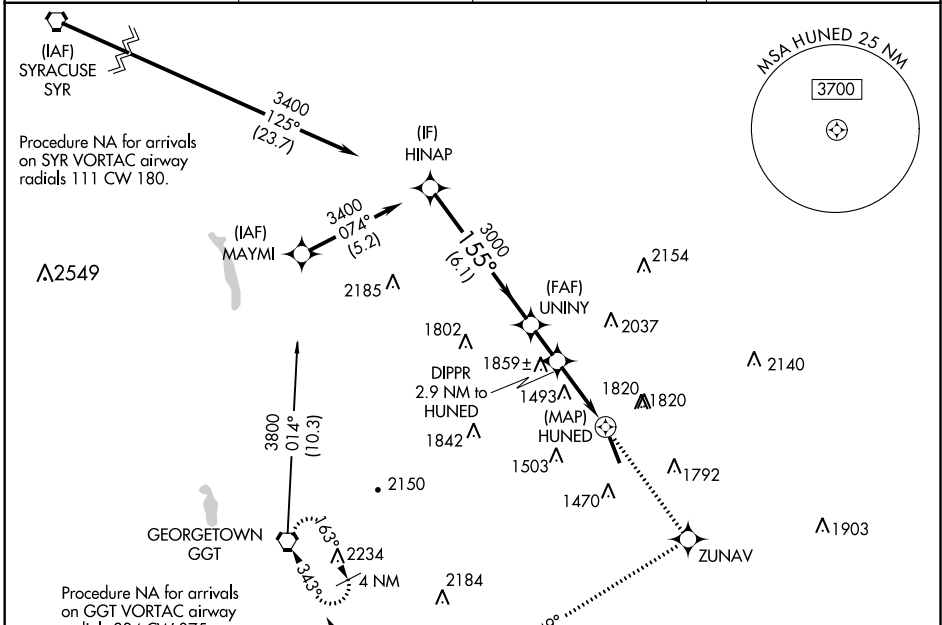 (IAF)
SYRACUSE
SYR
3400
125°
(23.7)
MSA HUNED 25 NM
3700
Procedure NA for arrivals
on SYR VORTAC airway
radials 111 CW 180.
(IF)
HINAP
3400
074°
(5.2)
(IAF)
MAYMI
3000
155°
(6.1)
2549
2185
2154
(FAF)
UNINY
2037
1802
1859±
2140
DIPPR
2.9 NM to
HUNED
1493
1820
1820
(MAP)
HUNED
1842
1503
3800
014°
(10.3)
1792
1470
2150
1903
GEORGETOWN
GGT
163°
343°
2234
4 NM
ZUNAV
2184
Procedure NA for arrivals
on GGT VORTAC airway